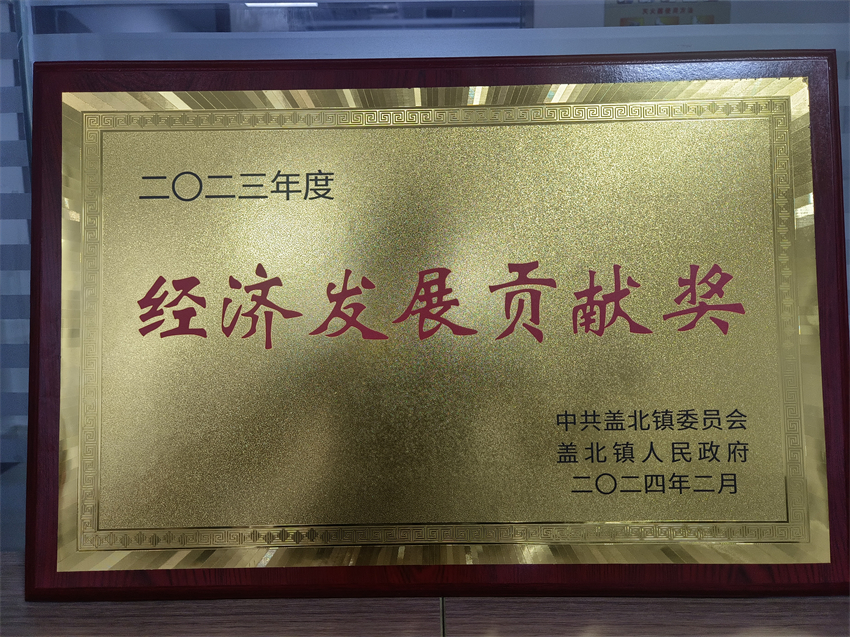 二〇二三年度
经济发展贡献奖
中共盖北镇委员会
盖北镇人民政府
二〇二四年二月